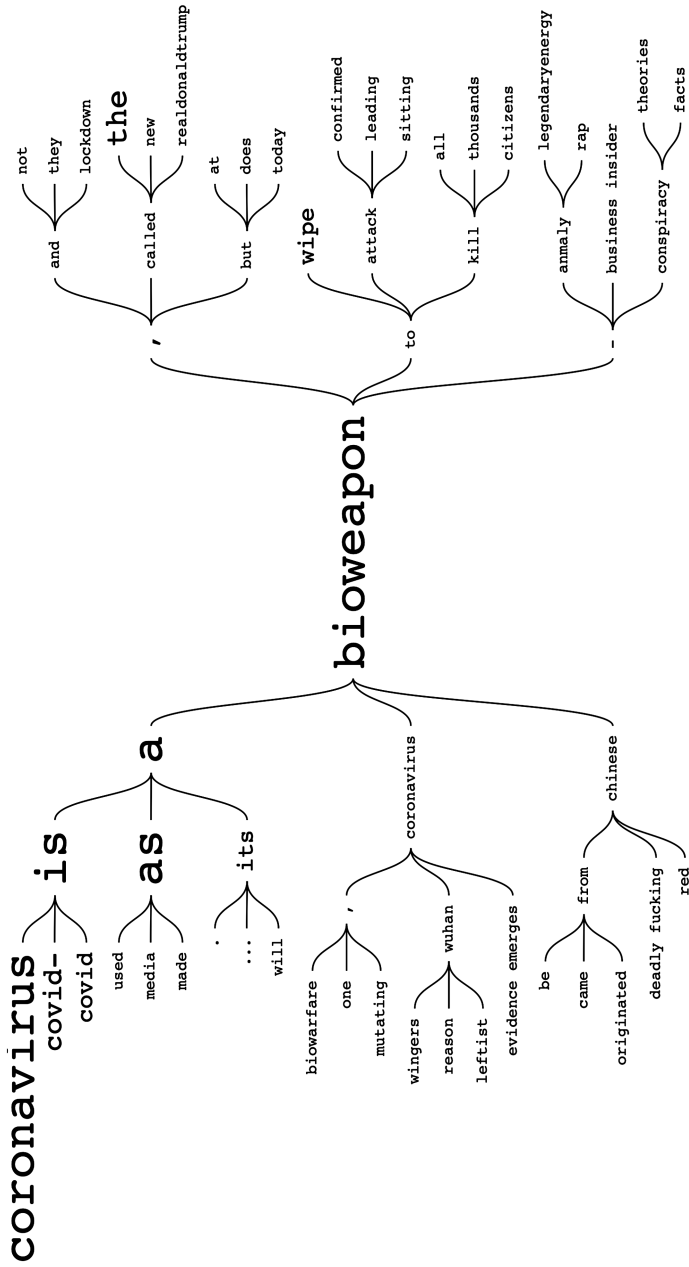 coronavirus
covid-
covid
is
used
media
made
as
.
...
will
its
a
biowarfare
one
mutating
,
wingers
reason
leftist
wuhan
evidence emerges
coronavirus
be
came
originated
from
deadly fucking
red
chinese
bioweapon
,
and
not
they
lockdown
called
the
new
realdonaldtrump
but
at
does
today
to
wipe
attack
confirmed
leading
sitting
kill
all
thousands
citizens
-
anmaly
legendaryenergy
rap
business insider
conspiracy
theories
facts